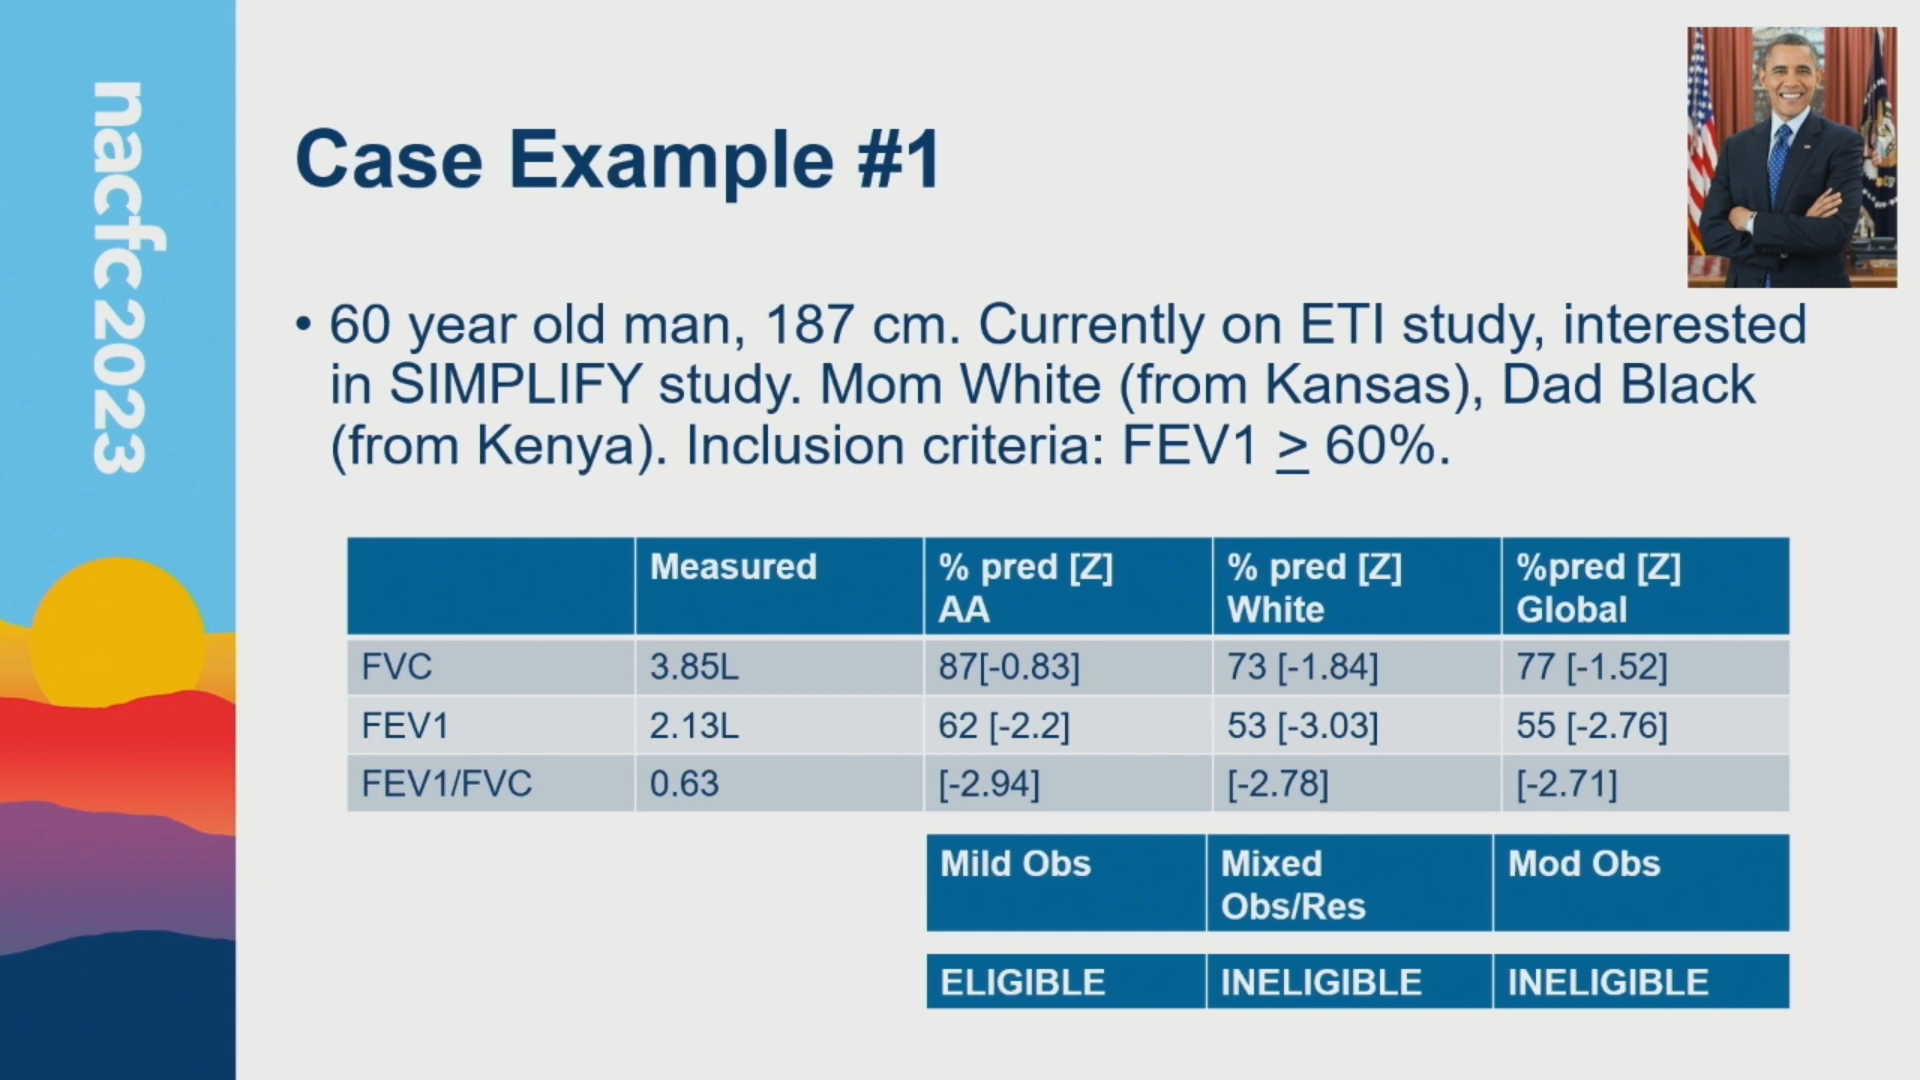 nacfc 2023
Case Example #1
• 60 year old man, 187 cm. Currently on ETI study, interested
in SIMPLIFY study. Mom White (from Kansas), Dad Black
(from Kenya). Inclusion criteria: FEV1 ≥ 60%.
Measured % pred [Z] AA % pred [Z] White %pred [Z] Global
FVC 3.85L 87[-0.83] 73 [-1.84] 77 [-1.52]
FEV1 2.13L 62 [-2.2] 53 [-3.03] 55 [-2.76]
FEV1/FVC 0.63 [-2.94] [-2.78] [-2.71]
Mild Obs Mixed Obs/Res Mod Obs
ELIGIBLE INELIGIBLE INELIGIBLE